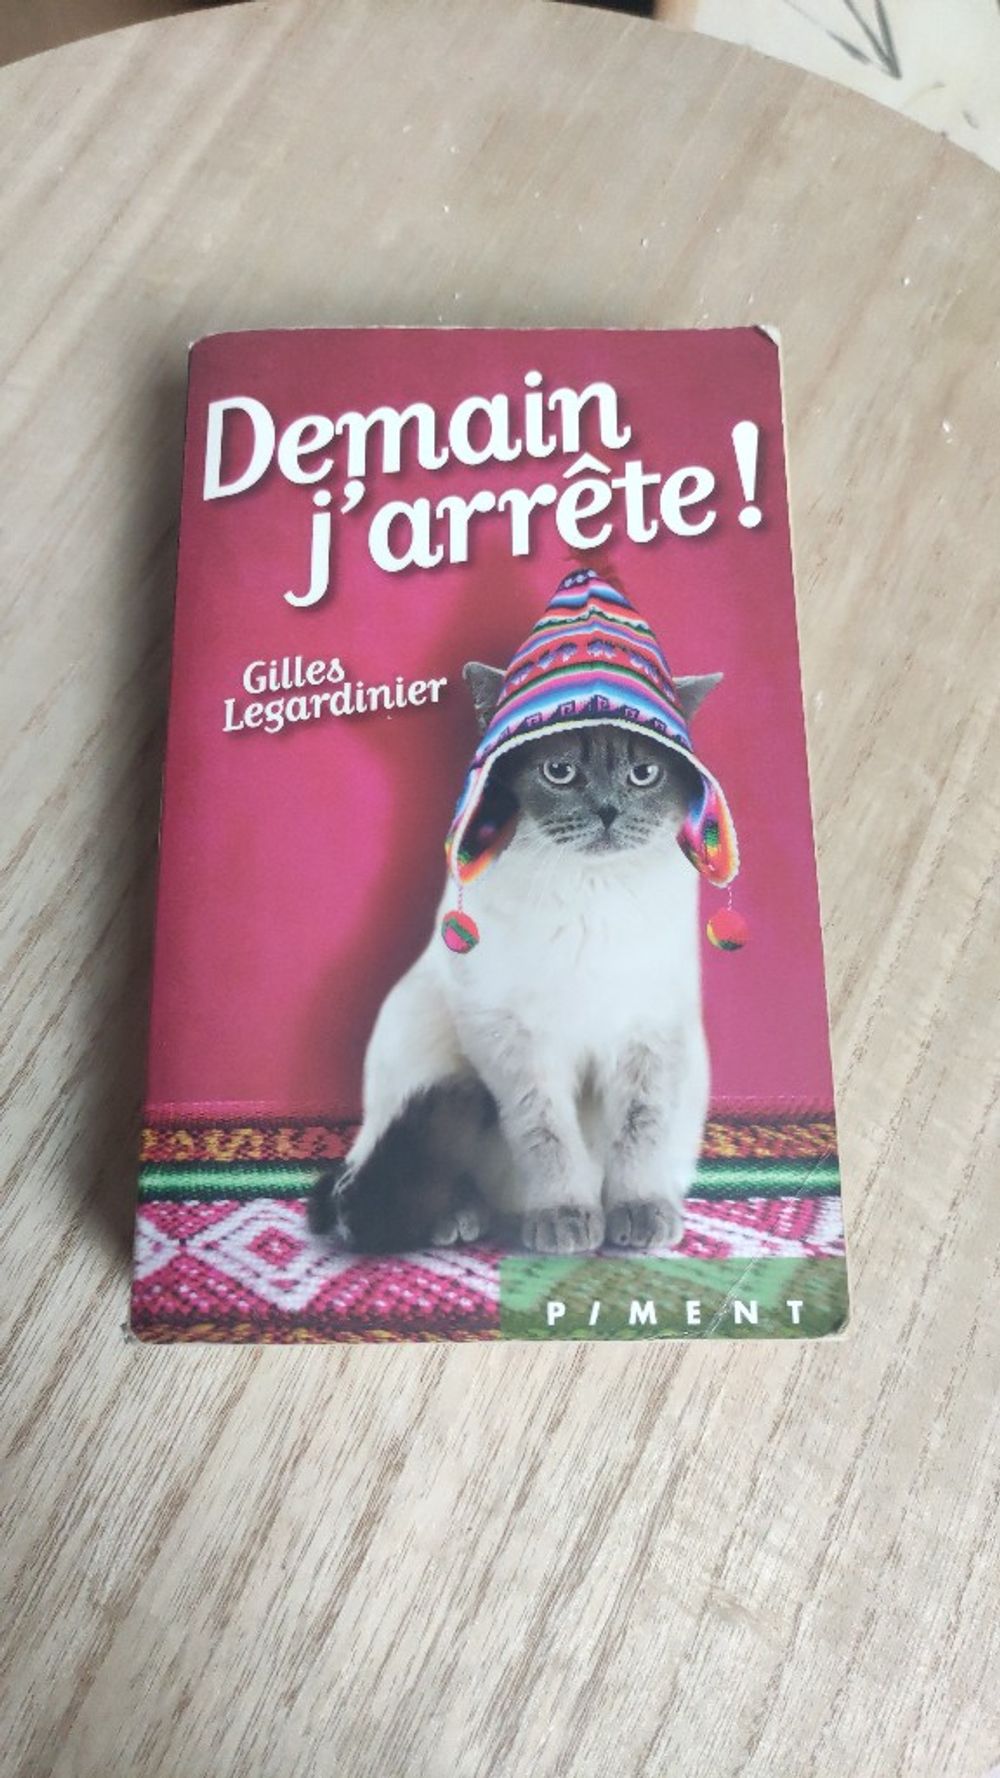 Demain
j'arrête !
Gilles
Legardinier
PIMENT